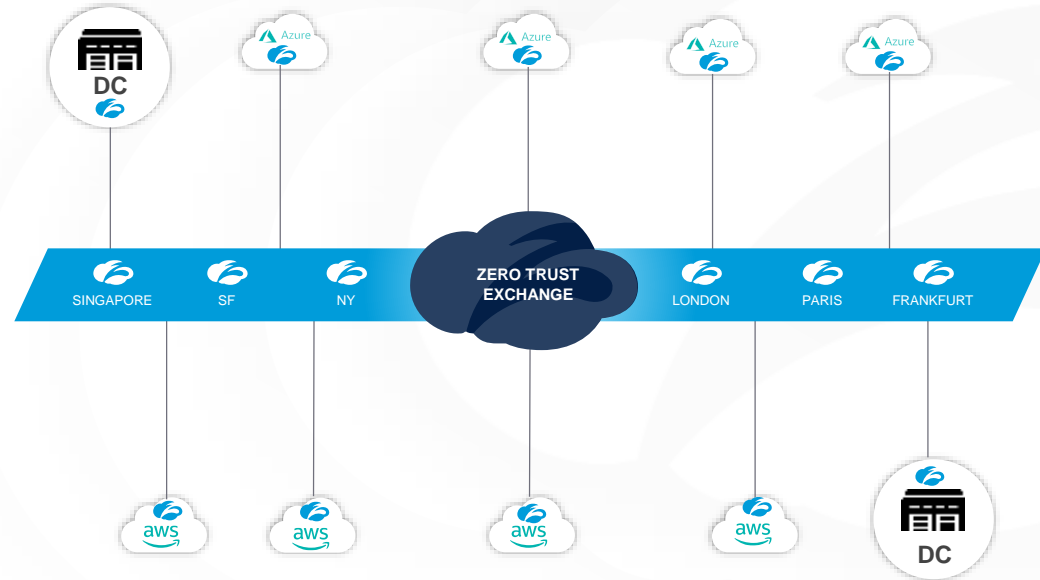 DC
Azure
Azure
Azure
Azure
ZERO TRUST
EXCHANGE
SINGAPORE
SF
NY
LONDON
PARIS
FRANKFURT
aws
aws
aws
aws
DC